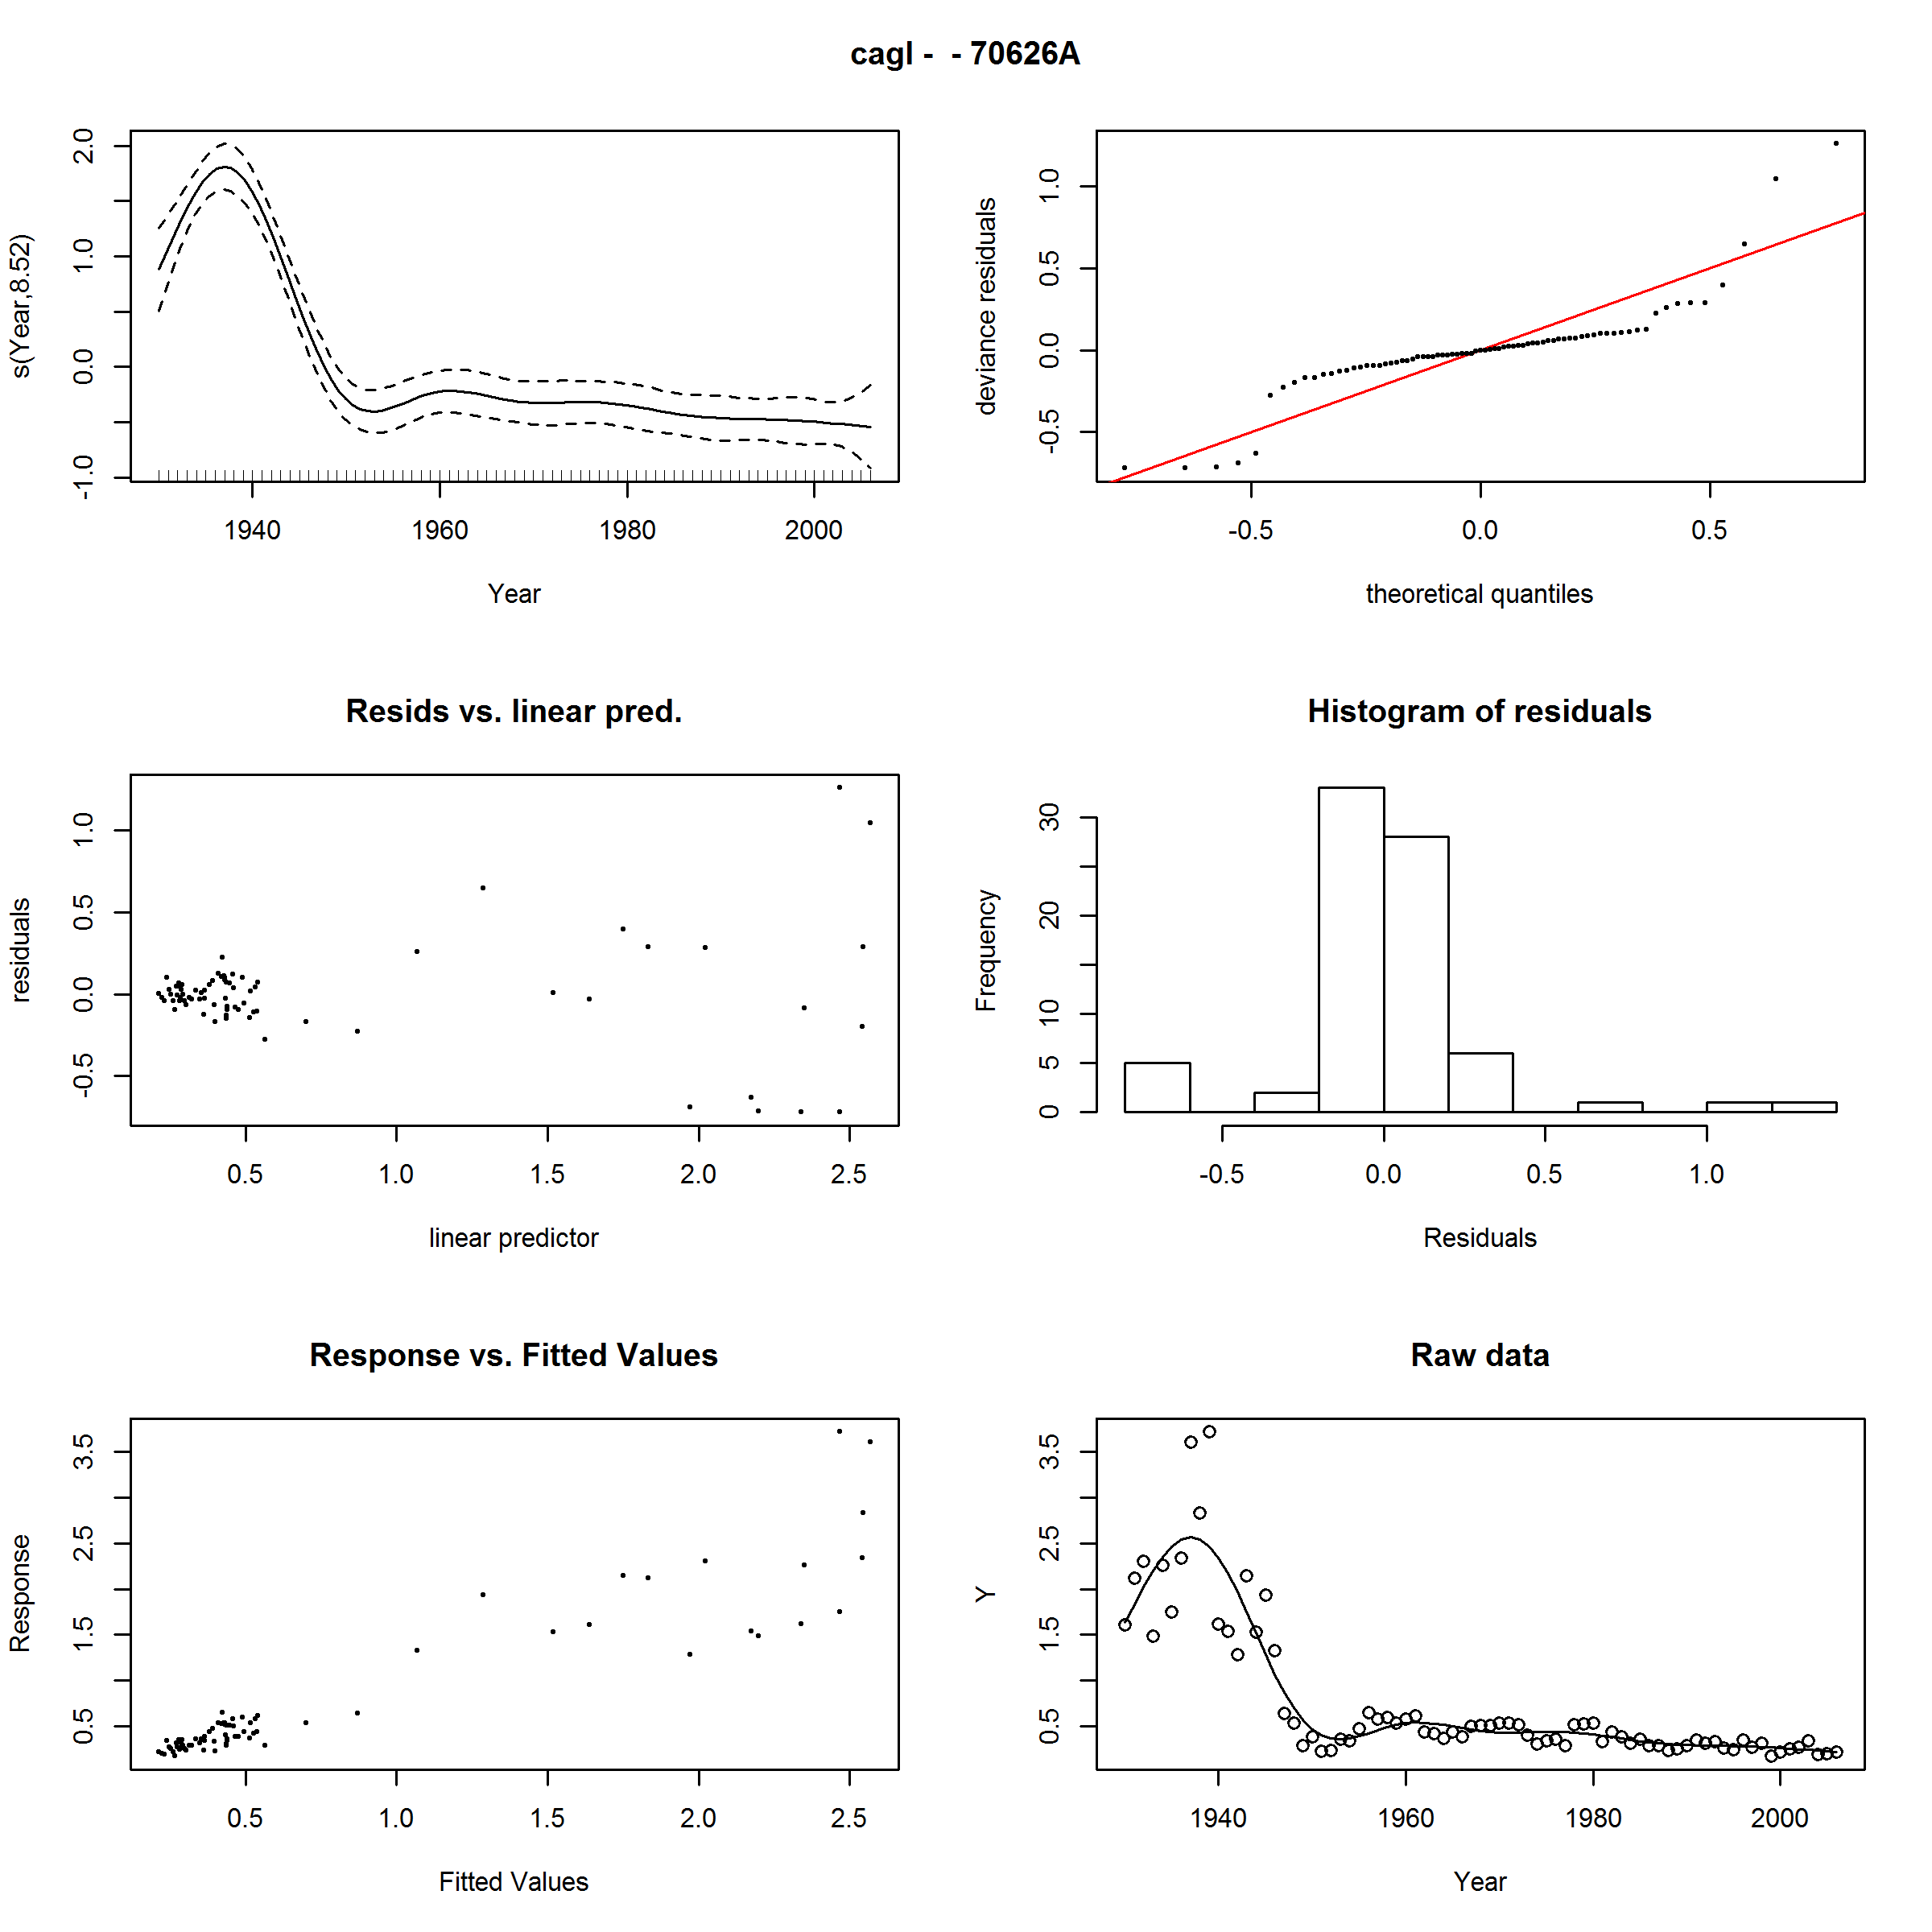 cagl -  - 70626A
s(Year,8.52)
2.0
1.0
0.0
-1.0
1940 1960 1980 2000
Year
deviance residuals
1.0
0.5
0.0
-0.5
-0.5 0.0 0.5
theoretical quantiles
Resids vs. linear pred.
residuals
1.0
0.5
0.0
-0.5
0.5 1.0 1.5 2.0 2.5
linear predictor
Histogram of residuals
Frequency
30
20
10
5
0
-0.5 0.0 0.5 1.0
Residuals
Response vs. Fitted Values
Response
3.5
2.5
1.5
0.5
0.5 1.0 1.5 2.0 2.5
Fitted Values
Raw data
Y
3.5
2.5
1.5
0.5
1940 1960 1980 2000
Year